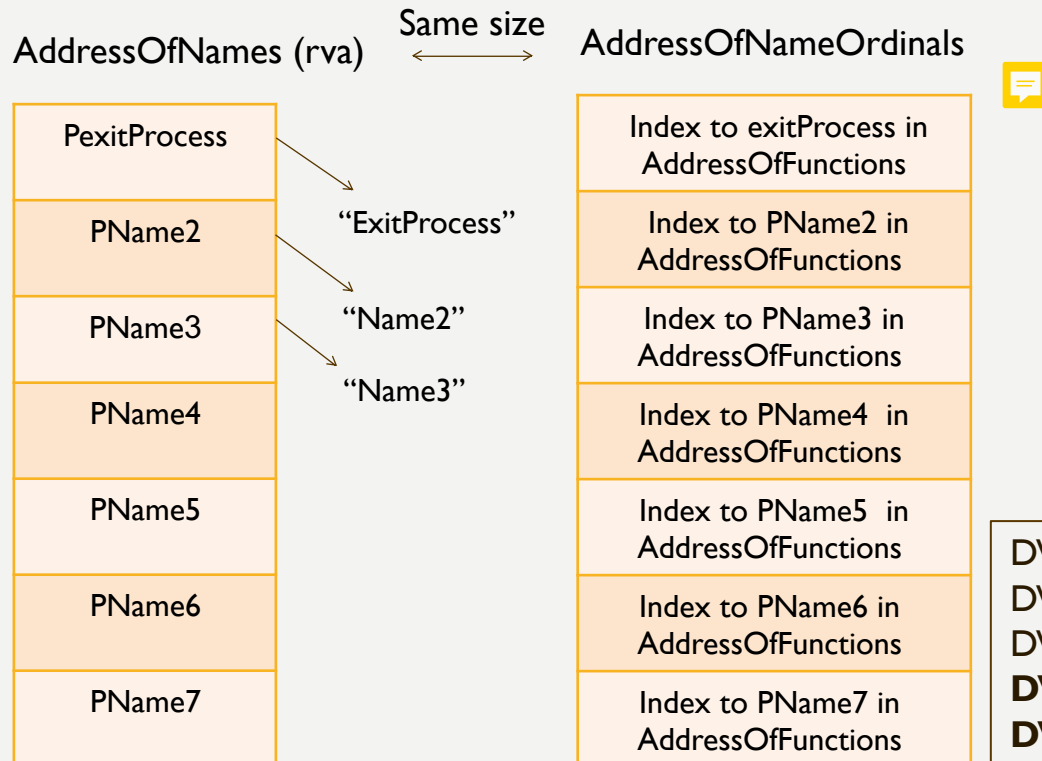 Same size
AddressOfNames (rva)
AddressOfNameOrdinals
PexitProcess
PName2
PName3
PName4
PName5
PName6
PName7
“ExitProcess”
“Name2”
“Name3”
Index to exitProcess in
AddressOfFunctions
Index to PName2 in
AddressOfFunctions
Index to PName3 in
AddressOfFunctions
Index to PName4 in
AddressOfFunctions
Index to PName5 in
AddressOfFunctions
Index to PName6 in
AddressOfFunctions
Index to PName7 in
AddressOfFunctions